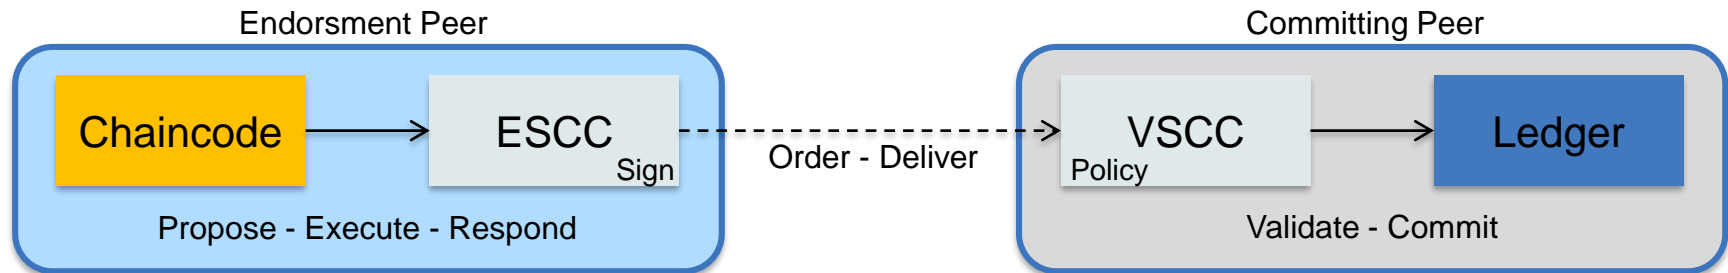 Endorsment Peer
Chaincode
ESCC
Sign
Propose - Execute - Respond
Order - Deliver
Committing Peer
VSCC
Policy
Ledger
Validate - Commit